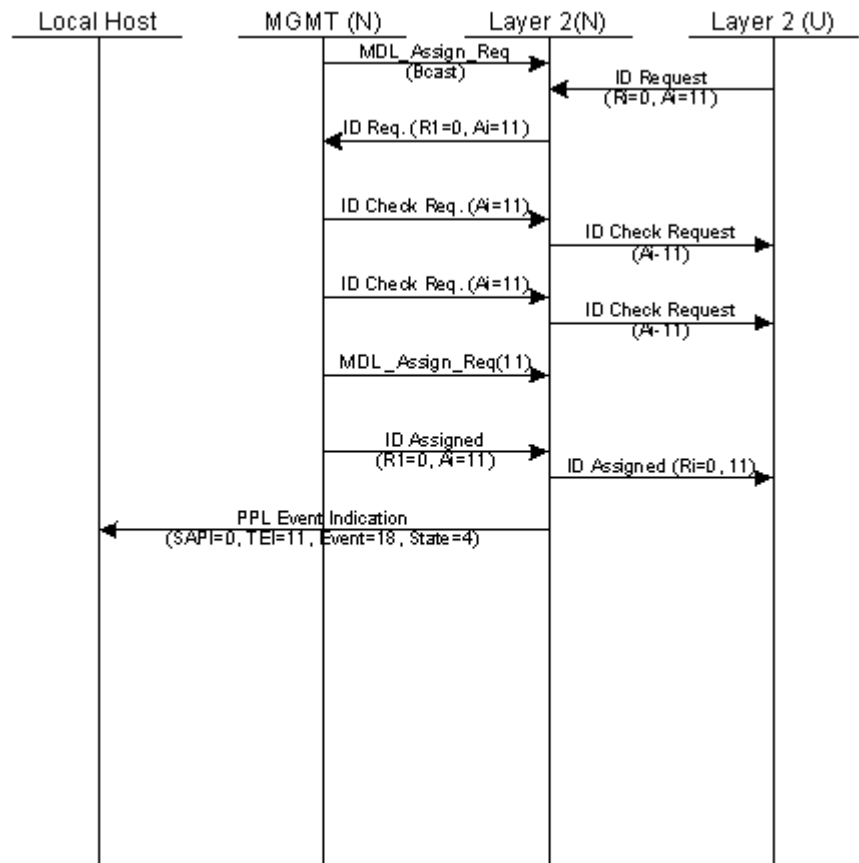 Local Host
MGMT (N)
Layer 2(N)
Layer 2 (U)
MDL_Assign_Req
(Bcast)
ID Request
(Ri=0, Ai=11)
ID Req. (R1=0, Ai=11)
ID Check Req. (Ai=11)
ID Check Request
(Ai-11)
ID Check Req. (Ai=11)
ID Check Request
(Ai-11)
MDL_Assign_Req(11)
ID Assigned
(R1=0, Ai=11)
ID Assigned (Ri=0, 11)
PPL Event Indication
(SAPI=0, TEI=11, Event=18, State=4)